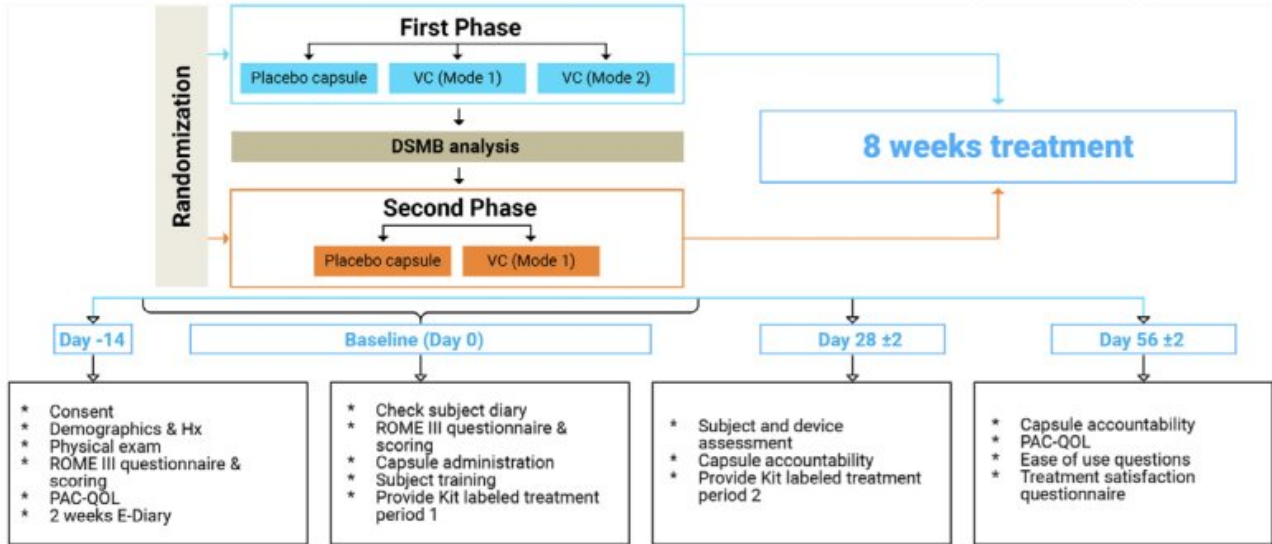 Randomization
First Phase
Placebo capsule
VC (Mode 1)
VC (Mode 2)
DSMB analysis
Second Phase
Placebo capsule
VC (Mode 1)
8 weeks treatment
Day -14
Baseline (Day 0)
Day 28 ±2
Day 56 ±2
* Consent
* Demographics & Hx
* Physical exam
* ROME III questionnaire &
scoring
* PAC-QOL
* 2 weeks E-Diary
* Check subject diary
* ROME III questionnaire &
scoring
* Capsule administration
* Subject training
* Provide Kit labeled treatment
period 1
* Subject and device
assessment
* Capsule accountability
* Provide Kit labeled treatment
period 2
* Capsule accountability
* PAC-QOL
* Ease of use questions
* Treatment satisfaction
questionnaire